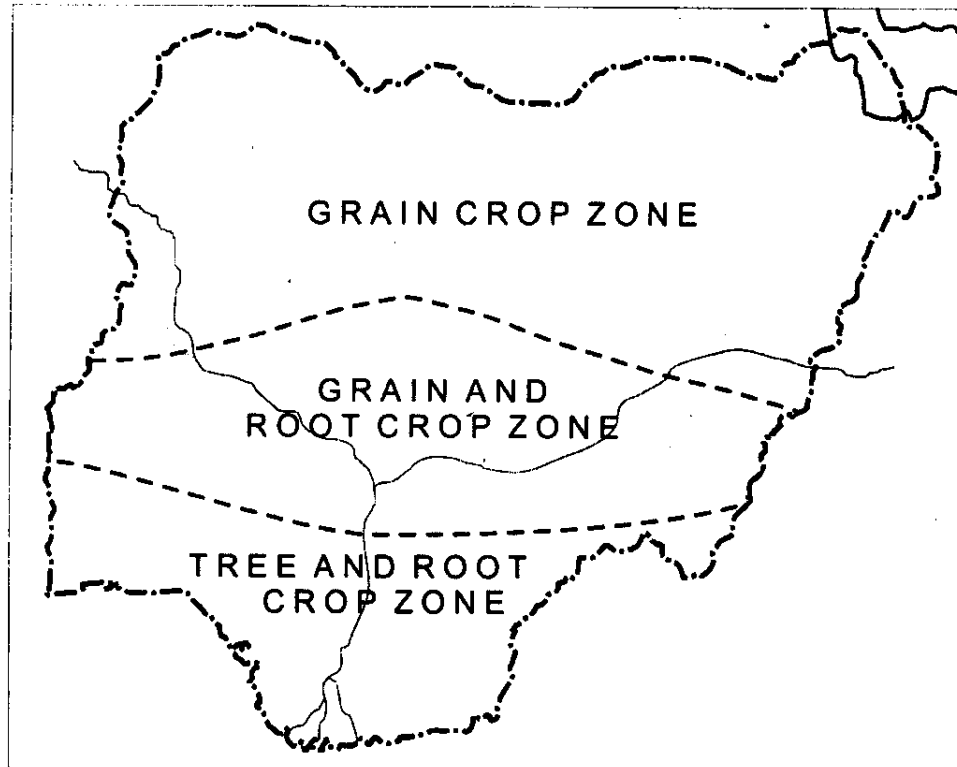 GRAIN CROP ZONE
GRAIN AND
ROOT CROP ZONE
TREE AND ROOT
CROP ZONE